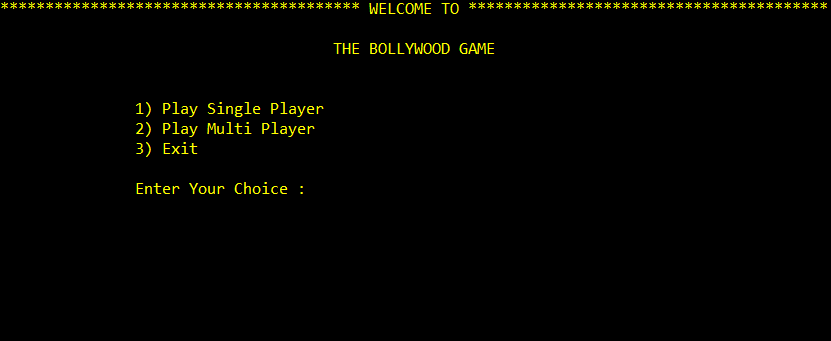 **************************************** WELCOME TO ****************************************
THE BOLLYWOOD GAME
1) Play Single Player
2) Play Multi Player
3) Exit
Enter Your Choice :